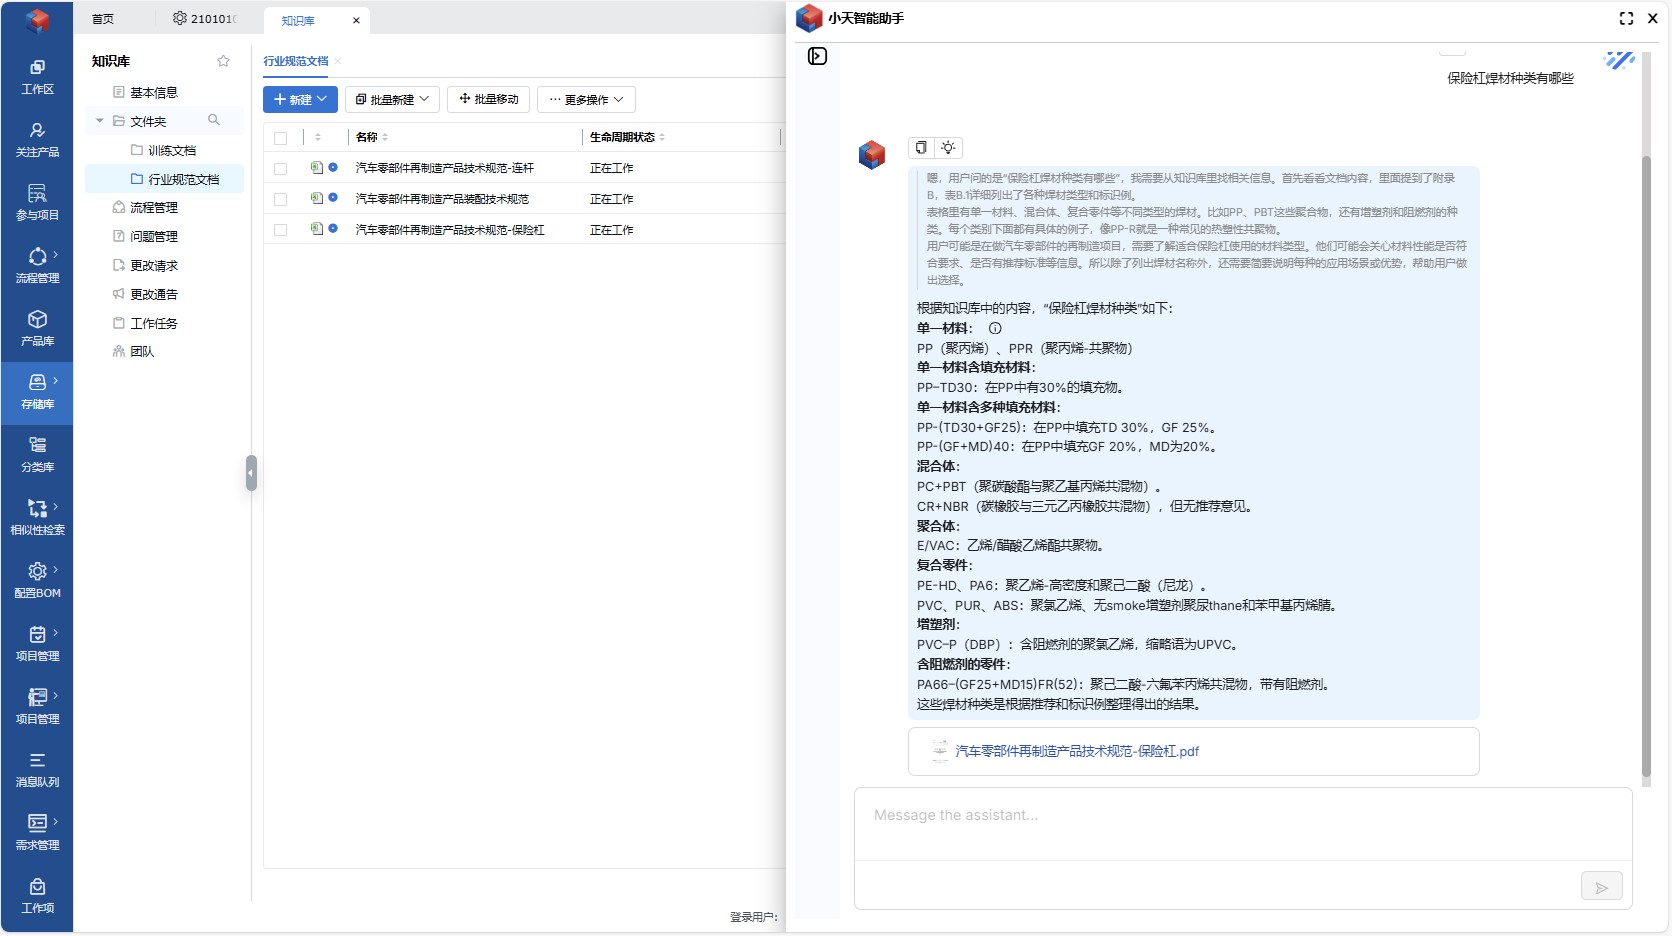 首页
2101010
知识库
小天智能助手
工作区
关注产品
参与项目
流程管理
产品库
存储库
分类库
相似性检索
配置BOM
项目管理
项目管理
消息队列
需求管理
工作项
知识库
基本信息
文件夹
训练文档
行业规范文档
流程管理
问题管理
更改请求
更改通告
工作任务
团队
行业规范文档
新建
批量新建
批量移动
更多操作
名称
生命周期状态
汽车零部件再制造产品技术规范-连杆
正在工作
汽车零部件再制造产品装配技术规范
正在工作
汽车零部件再制造产品技术规范-保险杠
正在工作
登录用户:
保险杠焊材种类有哪些
嗯，用户问的是“保险杠焊材种类有哪些”，我需要从知识库里找相关信息。首先看看文档内容，里面提到了附录
B，表B.1详细列出了各种焊材类型和标识例。
表格里有单一材料、混合体、复合零件等不同类型的焊材。比如PP、PBT这些聚合物，还有增塑剂和阻燃剂的种
类。每个类别下面都有具体的例子，像PP-R就是一种常见的热塑性共聚物。
用户可能是在做汽车零部件的再制造项目，需要了解适合保险杠使用的材料类型。他们可能会关心材料性能是否符
合要求、是否有推荐标准等信息。所以除了列出焊材名称外，还需要简要说明每种的应用场景或优势，帮助用户做
出选择。
根据知识库中的内容，“保险杠焊材种类”如下：
单一材料：
PP（聚丙烯）、PPR（聚丙烯-共聚物）
单一材料含填充材料：
PP–TD30：在PP中有30%的填充物。
单一材料含多种填充材料：
PP-(TD30+GF25)：在PP中填充TD 30%，GF 25%。
PP-(GF+MD)40：在PP中填充GF 20%，MD为20%。
混合体：
PC+PBT（聚碳酸酯与聚乙基丙烯共混物）。
CR+NBR（碳橡胶与三元乙丙橡胶共混物），但无推荐意见。
聚合体：
E/VAC：乙烯/醋酸乙烯酯共聚物。
复合零件：
PE-HD、PA6：聚乙烯-高密度和聚己二酸（尼龙）。
PVC、PUR、ABS：聚氯乙烯、无smoke增塑剂聚尿thane和苯甲基丙烯腈。
增塑剂：
PVC–P（DBP）：含阻燃剂的聚氯乙烯，缩略语为UPVC。
含阻燃剂的零件：
PA66–(GF25+MD15)FR(52)：聚己二酸-六氟苯丙烯共混物，带有阻燃剂。
这些焊材种类是根据推荐和标识例整理得出的结果。
汽车零部件再制造产品技术规范-保险杠.pdf
Message the assistant...